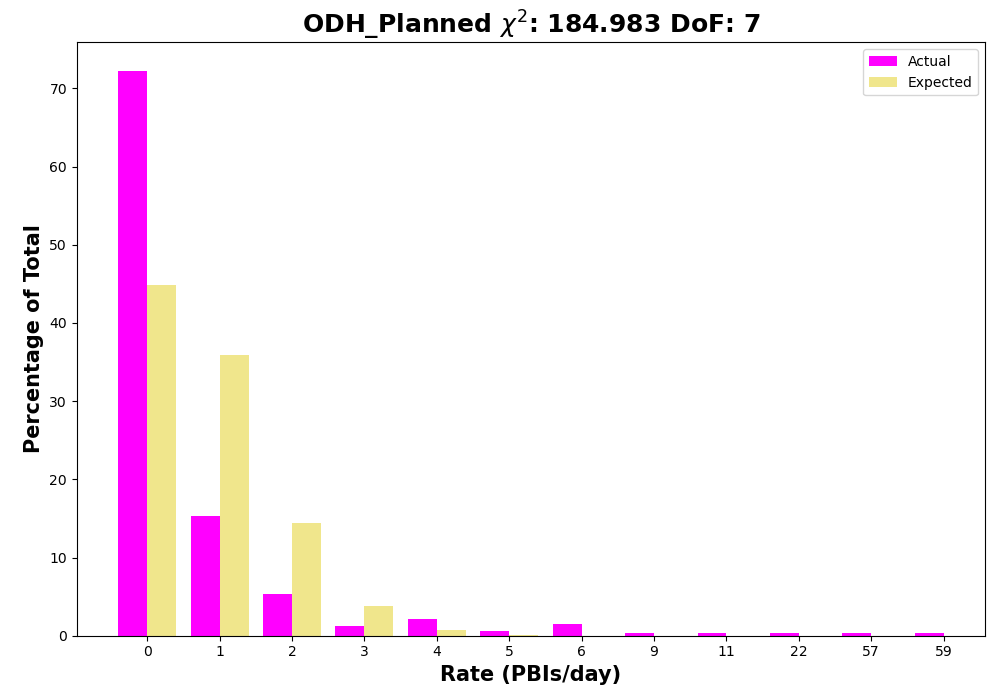 ODH_Planned χ²: 184.983 DoF: 7
Actual
Expected
Percentage of Total
70
60
50
40
30
20
10
0
0 1 2 3 4 5 6 9 11 22 57 59
Rate (PBIs/day)